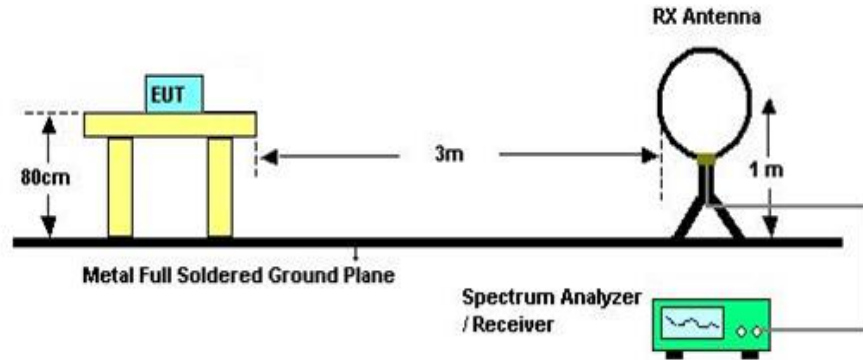 RX Antenna
EUT
80cm
3m
1 m
Metal Full Soldered Ground Plane
Spectrum Analyzer
/ Receiver